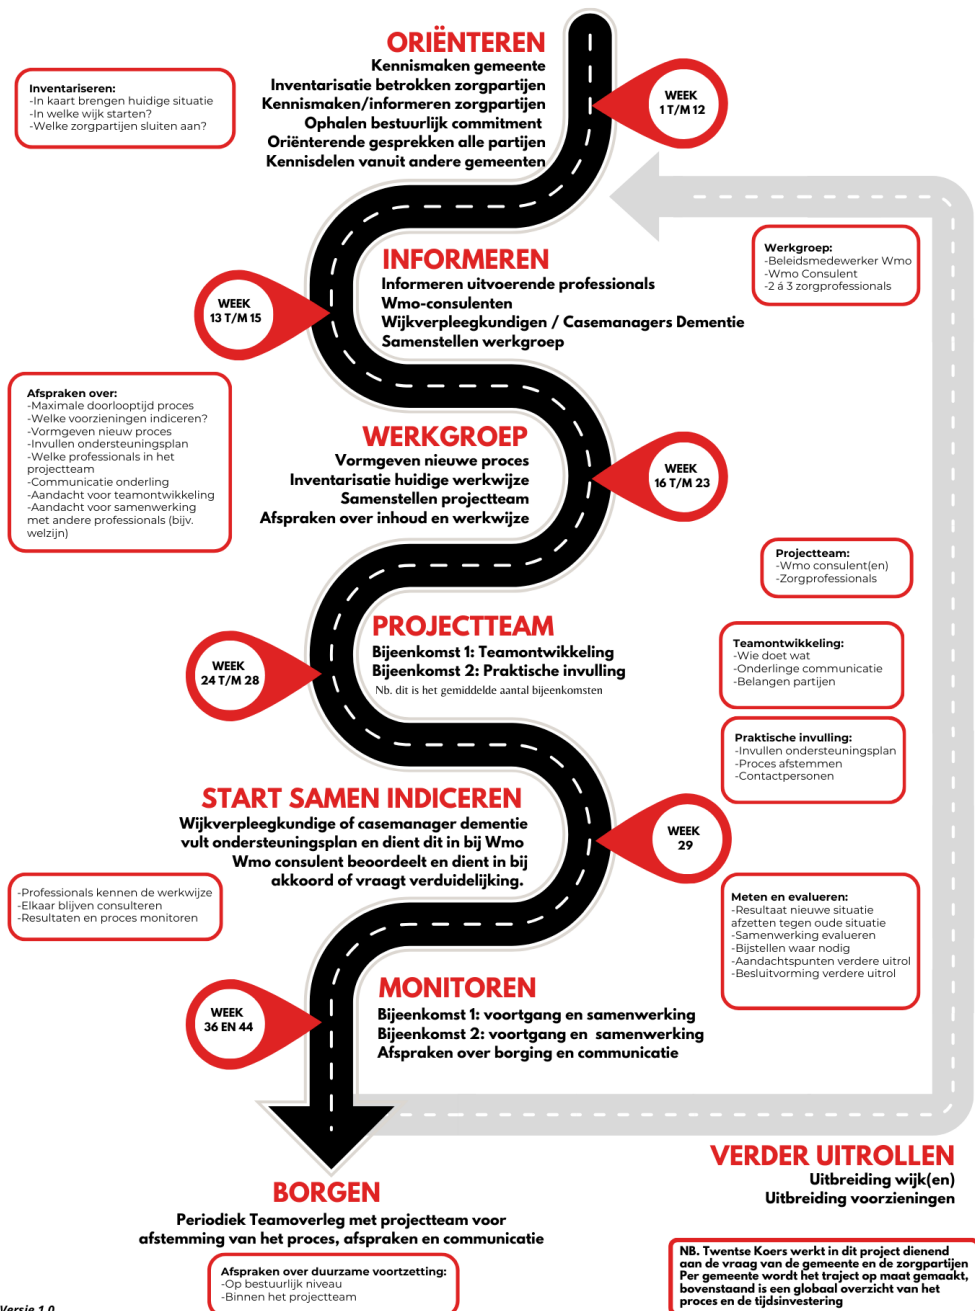 ORIËNTEREN
Kennismaken gemeente
Inventarisatie betrokken zorgpartijen
Kennismaken/informeren zorgpartijen
Ophalen bestuurlijk commitment
Oriënterende gesprekken alle partijen
Kennisdelen vanuit andere gemeenten
WEEK
1 T/M 12
Inventariseren:
-In kaart brengen huidige situatie
-In welke wijk starten?
-Welke zorgpartijen sluiten aan?
INFORMEREN
Informeren uitvoerende professionals
Wmo-consulenten
Wijkverpleegkundigen / Casemanagers Dementie
Samenstellen werkgroep
WEEK
13 T/M 15
Werkgroep:
-Beleidsmedewerker Wmo
-Wmo Consulent
-2 á 3 zorgprofessionals
Afspraken over:
-Maximale doorlooptijd proces
-Welke voorzieningen indiceren?
-Vormgeven nieuw proces
-Invullen ondersteuningsplan
-Welke professionals in het
projectteam
-Communicatie onderling
-Aandacht voor teamontwikkeling
-Aandacht voor samenwerking
met andere professionals (bijv.
welzijn)
WERKGROEP
Vormgeven nieuwe proces
Inventarisatie huidige werkwijze
Samenstellen projectteam
Afspraken over inhoud en werkwijze
WEEK
16 T/M 23
Projectteam:
-Wmo consulent(en)
-Zorgprofessionals
PROJECTTEAM
Bijeenkomst 1: Teamontwikkeling
Bijeenkomst 2: Praktische invulling
Nb. dit is het gemiddelde aantal bijeenkomsten
WEEK
24 T/M 28
Teamontwikkeling:
-Wie doet wat
-Onderlinge communicatie
-Belangen partijen
Praktische invulling:
-Invullen ondersteuningsplan
-Proces afstemmen
-Contactpersonen
START SAMEN INDICEREN
Wijkverpleegkundige of casemanager dementie
vult ondersteuningsplan en dient dit in bij Wmo
Wmo consulent beoordeelt en dient in bij
akkoord of vraagt verduidelijking.
WEEK
29
-Professionals kennen de werkwijze
-Elkaar blijven consulteren
-Resultaten en proces monitoren
Meten en evalueren:
-Resultaat nieuwe situatie
afzetten tegen oude situatie
-Samenwerking evalueren
-Bijstellen waar nodig
-Aandachtspunten verdere uitrol
-Besluitvorming verdere uitrol
MONITOREN
Bijeenkomst 1: voortgang en samenwerking
Bijeenkomst 2: voortgang en samenwerking
Afspraken over borging en communicatie
WEEK
36 EN 44
VERDER UITROLLEN
Uitbreiding wijk(en)
Uitbreiding voorzieningen
BORGEN
Periodiek Teamoverleg met projectteam voor
afstemming van het proces, afspraken en communicatie
Afspraken over duurzame voortzetting:
-Op bestuurlijk niveau
-Binnen het projectteam
NB. Twentse Koers werkt in dit project dienend
aan de vraag van de gemeente en de zorgpartijen
Per gemeente wordt het traject op maat gemaakt,
bovenstaand is een globaal overzicht van het
proces en de tijdsinvestering
Versie 1.0